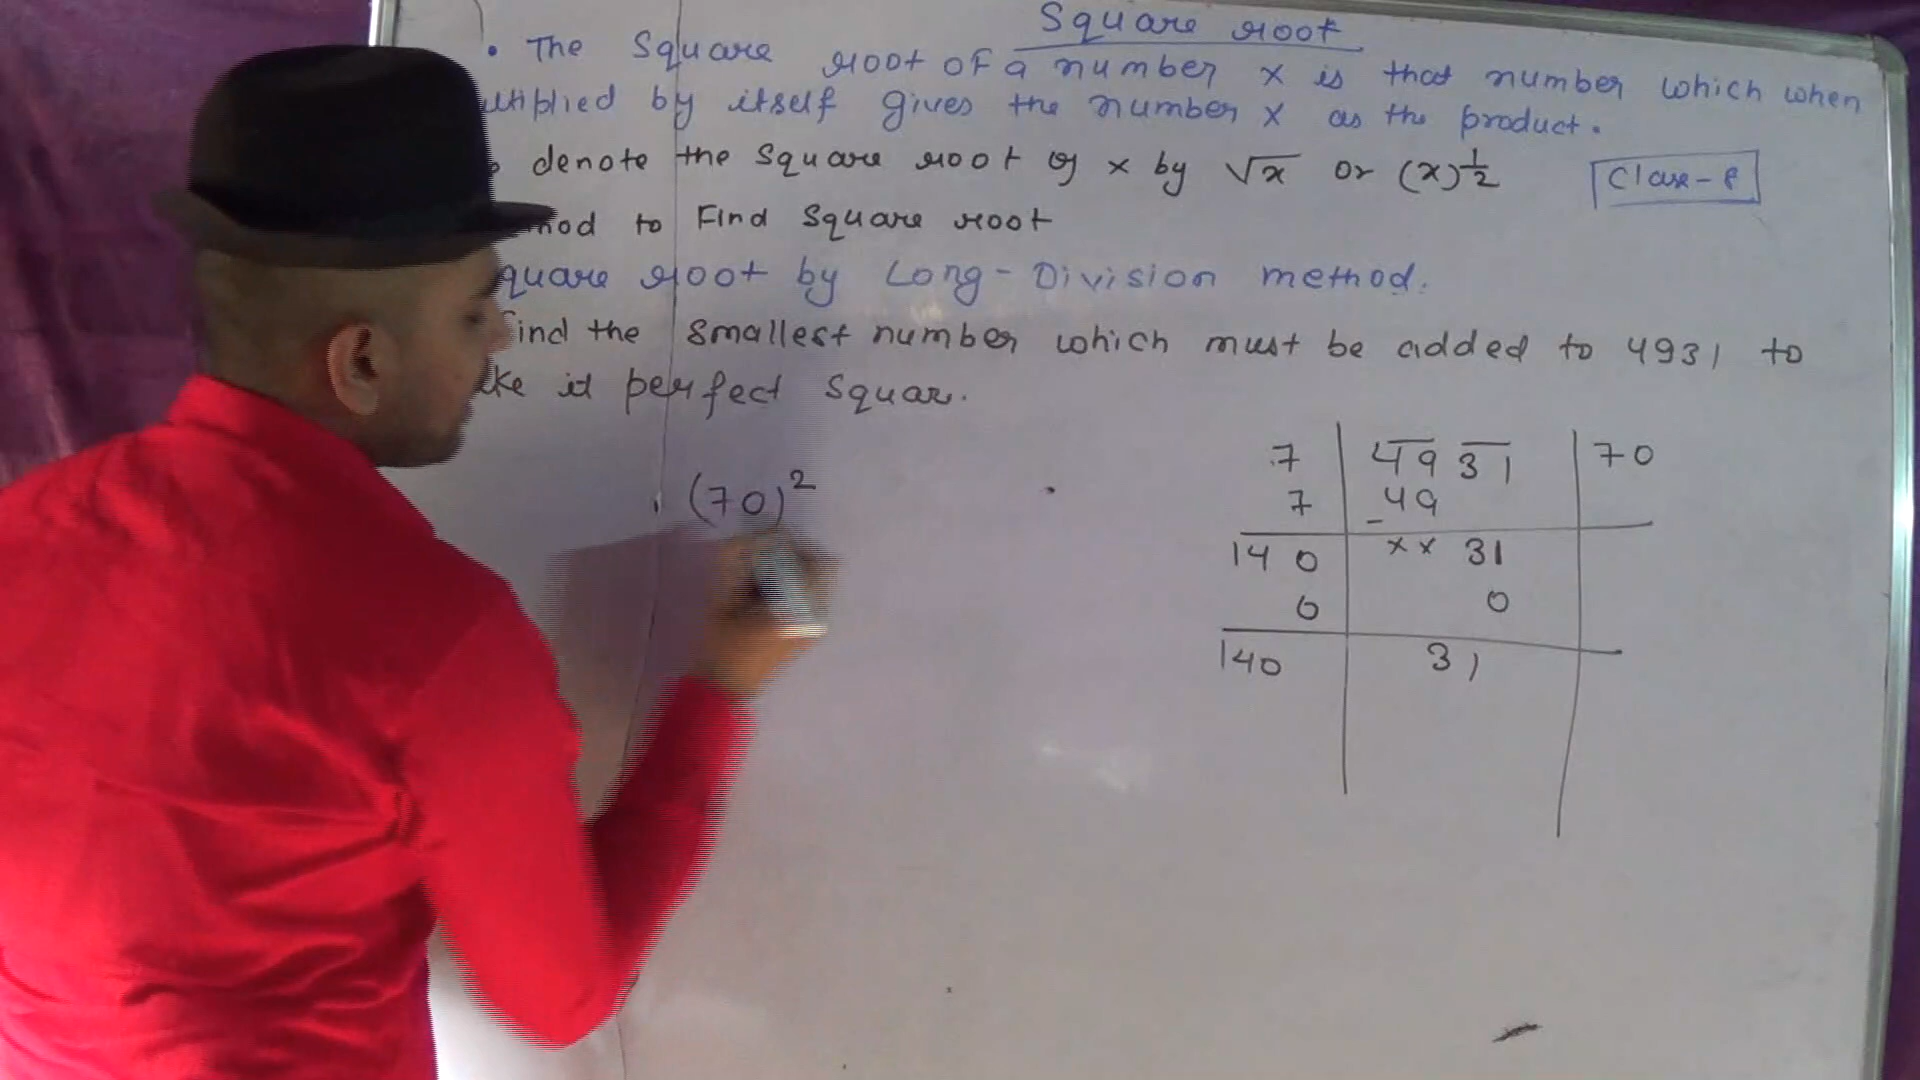 Square root
• The Square root of a number x is that number which when
ultiplied by itself gives the number x as the product.
denote the Square root of x by √x or (x)^1/2
Class-8
hod to Find Square root
quare root by Long-Division method.
Find the smallest number which must be added to 4931 to
ke it perfect Squar.
(70)²
7 | 4931 | 70
7 | -49
140 | xx 31
0 | 0
140 | 31